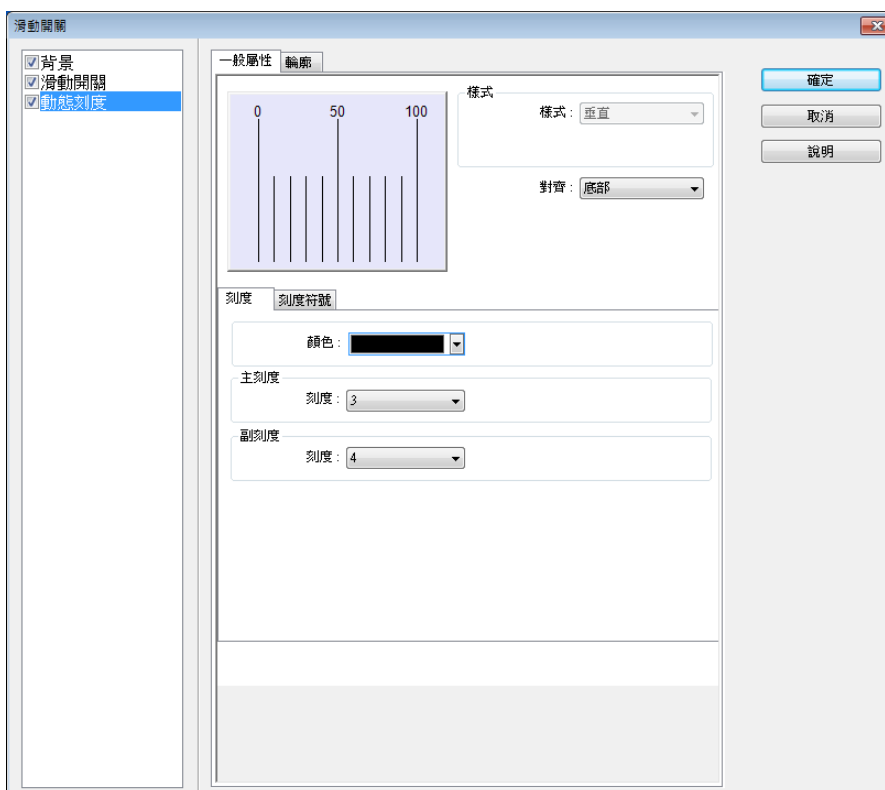 滑動開關
背景
滑動開關
動態刻度
一般屬性 輪廓
0 50 100
樣式
樣式 : 垂直
對齊 : 底部
刻度 刻度符號
顏色 :
主刻度
刻度 : 3
副刻度
刻度 : 4
確定
取消
說明